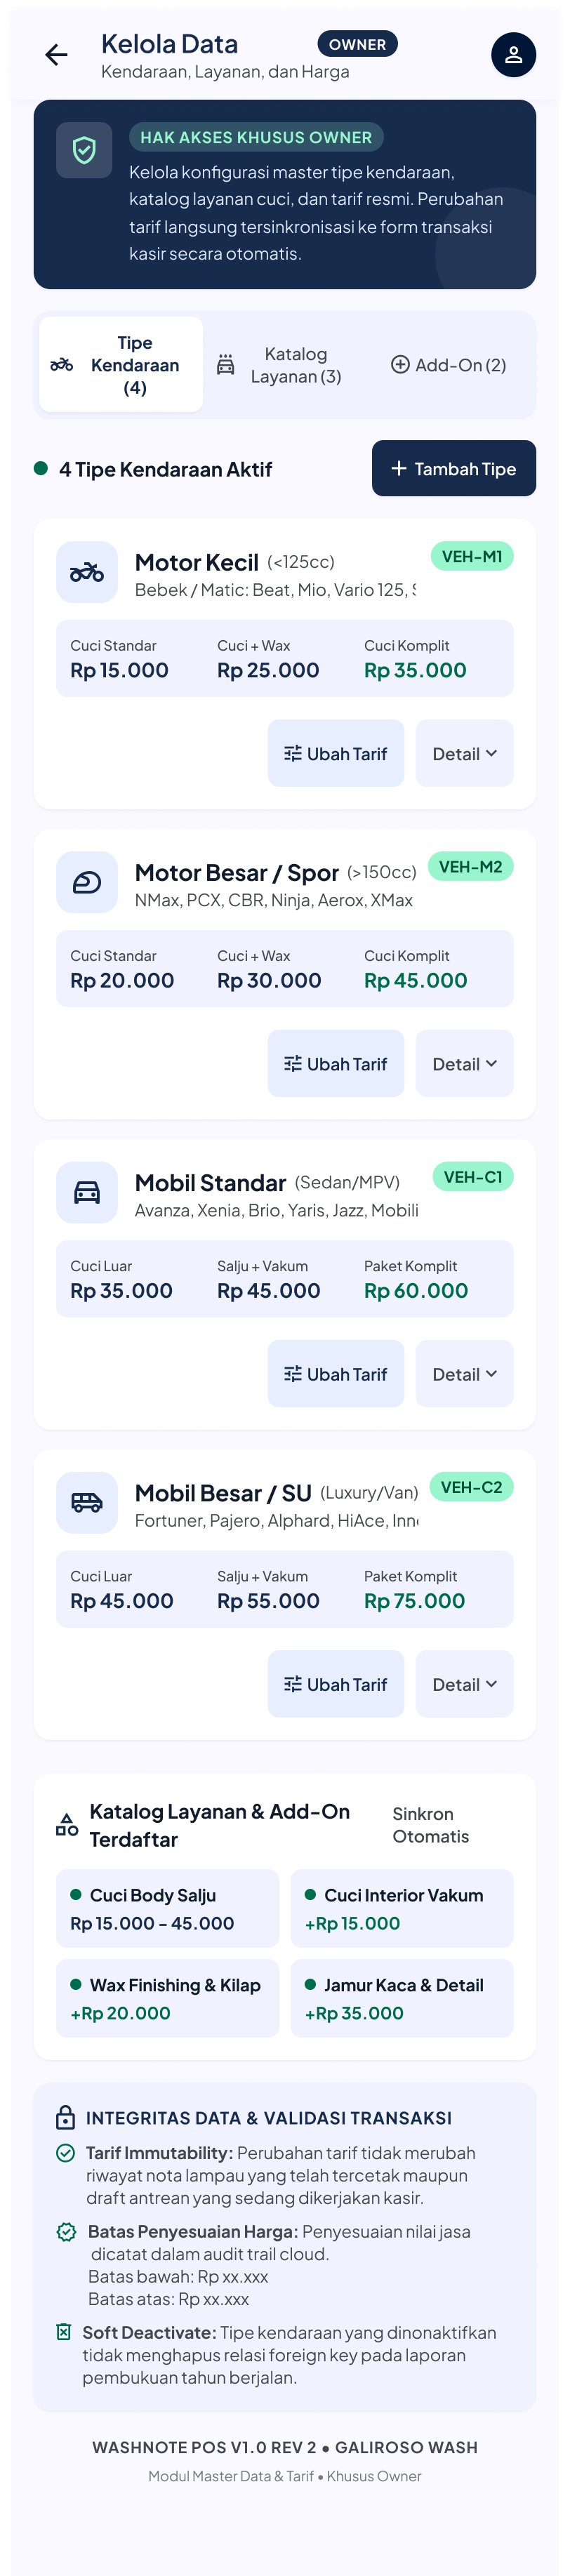 Kelola Data
OWNER
Kendaraan, Layanan, dan Harga
HAK AKSES KHUSUS OWNER
Kelola konfigurasi master tipe kendaraan,
katalog layanan cuci, dan tarif resmi. Perubahan
tarif langsung tersinkronisasi ke form transaksi
kasir secara otomatis.
Tipe
Kendaraan
(4)
Katalog
Layanan (3)
Add-On (2)
4 Tipe Kendaraan Aktif
+ Tambah Tipe
Motor Kecil (<125cc)
VEH-M1
Bebek / Matic: Beat, Mio, Vario 125,
Cuci Standar
Cuci + Wax
Cuci Komplit
Rp 15.000
Rp 25.000
Rp 35.000
Ubah Tarif
Detail
Motor Besar / Spor (>150cc)
VEH-M2
NMax, PCX, CBR, Ninja, Aerox, XMax
Cuci Standar
Cuci + Wax
Cuci Komplit
Rp 20.000
Rp 30.000
Rp 45.000
Ubah Tarif
Detail
Mobil Standar (Sedan/MPV)
VEH-C1
Avanza, Xenia, Brio, Yaris, Jazz, Mobili
Cuci Luar
Salju + Vakum
Paket Komplit
Rp 35.000
Rp 45.000
Rp 60.000
Ubah Tarif
Detail
Mobil Besar / SU (Luxury/Van)
VEH-C2
Fortuner, Pajero, Alphard, HiAce, Inn
Cuci Luar
Salju + Vakum
Paket Komplit
Rp 45.000
Rp 55.000
Rp 75.000
Ubah Tarif
Detail
Katalog Layanan & Add-On
Terdaftar
Sinkron
Otomatis
Cuci Body Salju
Rp 15.000 - 45.000
Cuci Interior Vakum
+Rp 15.000
Wax Finishing & Kilap
+Rp 20.000
Jamur Kaca & Detail
+Rp 35.000
INTEGRITAS DATA & VALIDASI TRANSAKSI
Tarif Immutability: Perubahan tarif tidak merubah
riwayat nota lampau yang telah tercetak maupun
draft antrean yang sedang dikerjakan kasir.
Batas Penyesuaian Harga: Penyesuaian nilai jasa
dicatat dalam audit trail cloud.
Batas bawah: Rp xx.xxx
Batas atas: Rp xx.xxx
Soft Deactivate: Tipe kendaraan yang dinonaktifkan
tidak menghapus relasi foreign key pada laporan
pembukuan tahun berjalan.
WASHNOTE POS V1.0 REV 2 • GALIROSO WASH
Modul Master Data & Tarif • Khusus Owner